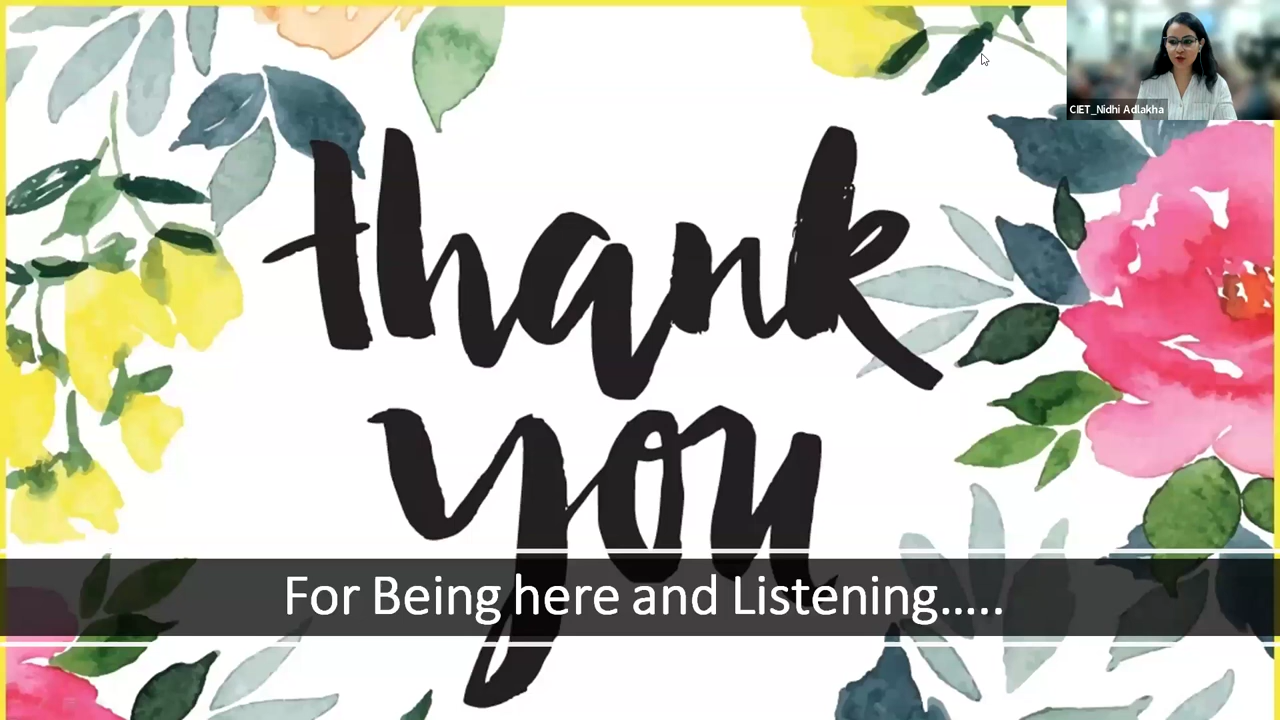 CIET_Nidhi Adlakha
thank
you
For Being here and Listening.....